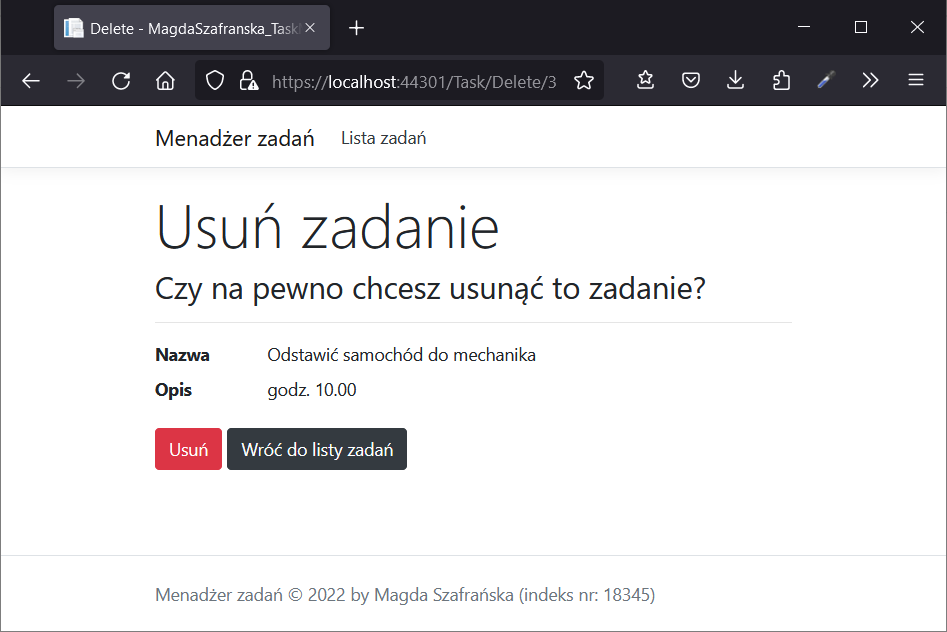 Delete - MagdaSzafranska_Task
https://localhost:44301/Task/Delete/3
Menadżer zadań Lista zadań
Usuń zadanie
Czy na pewno chcesz usunąć to zadanie?
Nazwa Odstawić samochód do mechanika
Opis godz. 10.00
Usuń Wróć do listy zadań
Menadżer zadań © 2022 by Magda Szafrańska (indeks nr: 18345)